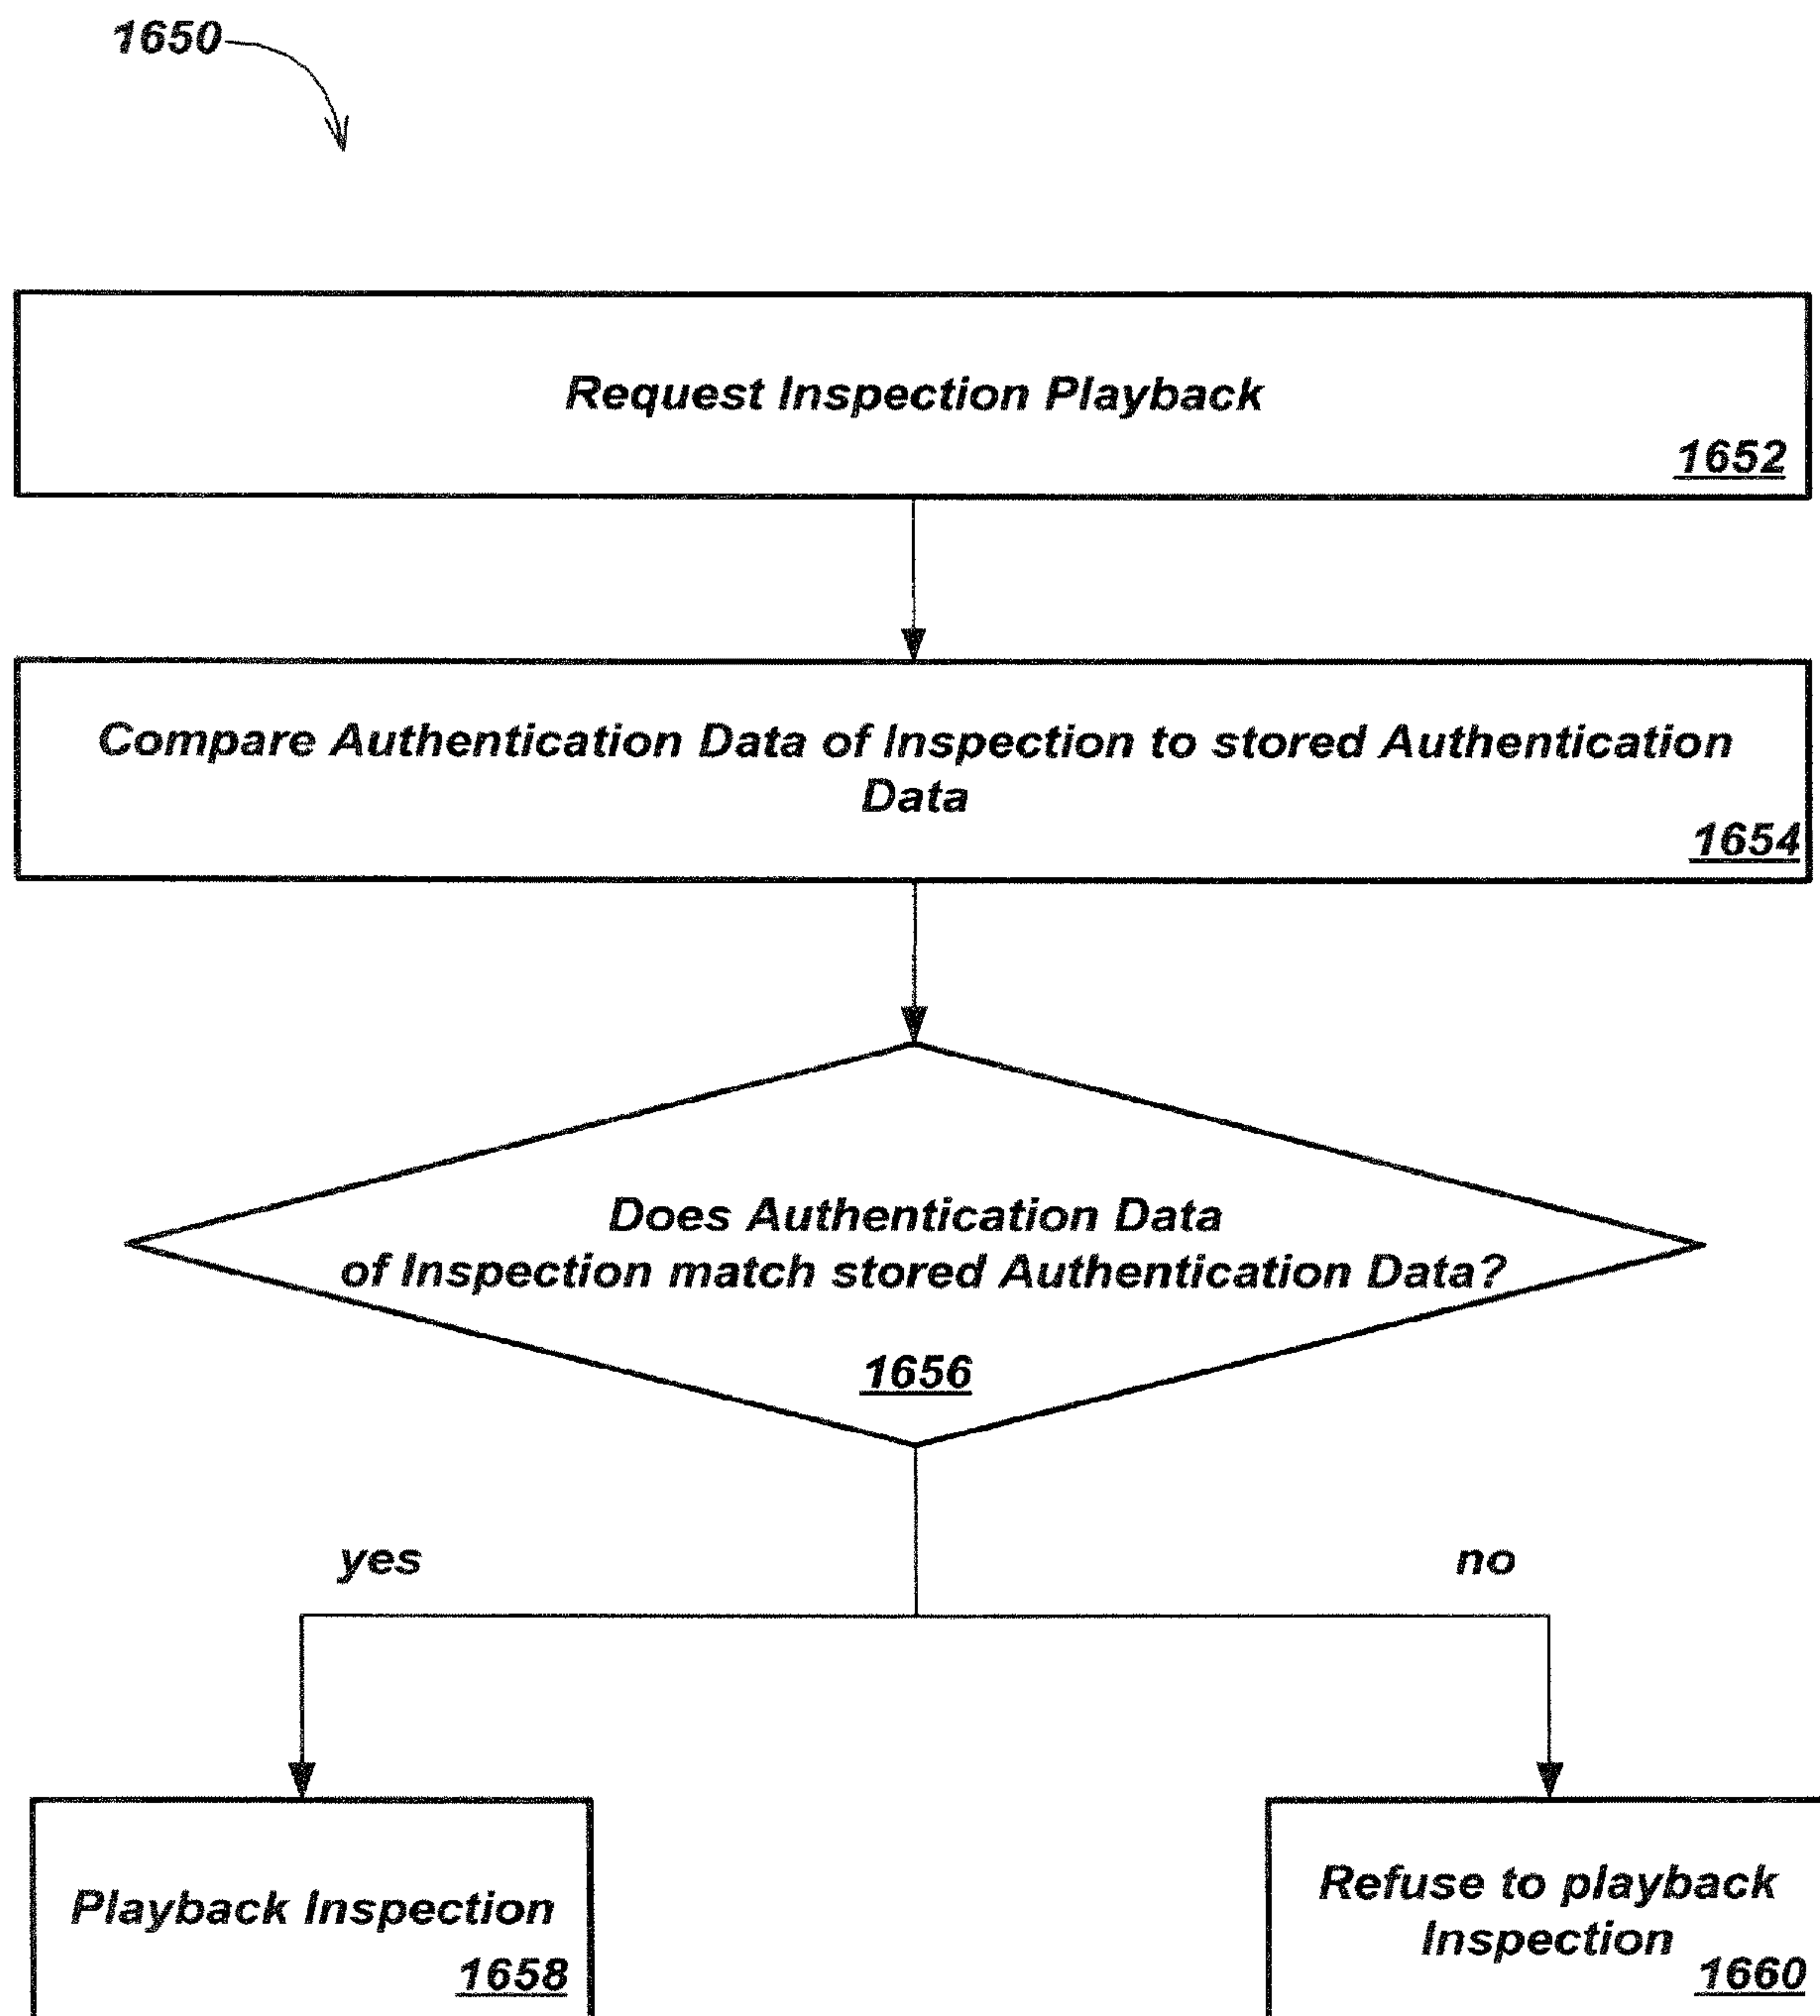 1650
Request Inspection Playback
1652
Compare Authentication Data of Inspection to stored Authentication
Data
1654
Does Authentication Data
of Inspection match stored Authentication Data?
1656
yes
no
Playback Inspection
1658
Refuse to playback
Inspection
1660